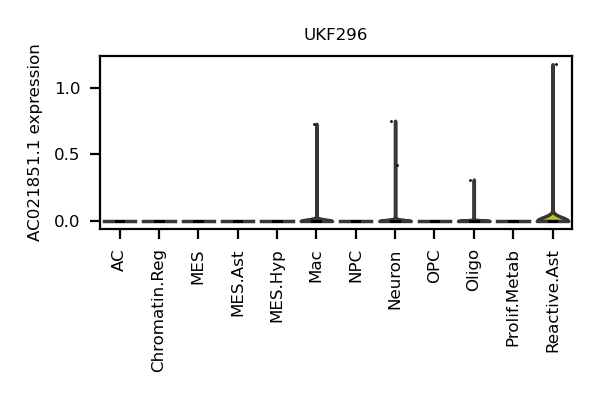 UKF296
AC021851.1 expression
1.0
0.5
0.0
AC
Chromatin.Reg
MES
MES.Ast
MES.Hyp
Mac
NPC
Neuron
OPC
Oligo
Prolif.Metab
Reactive.Ast